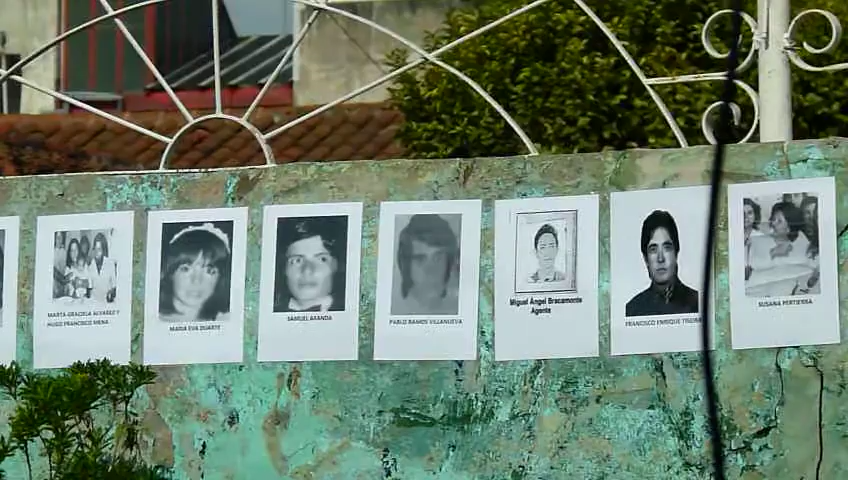 MARTA GRACIELA ALVAREZ Y
HUGO FRANCISCO MENA
MARIA EVA DUARTE
SAMUEL ARANDA
PABLO RAMOS VILLANUEVA
Miguel Ángel Bracamonte
Agente
FRANCISCO ENRIQUE
SUSANA PERTIERRA